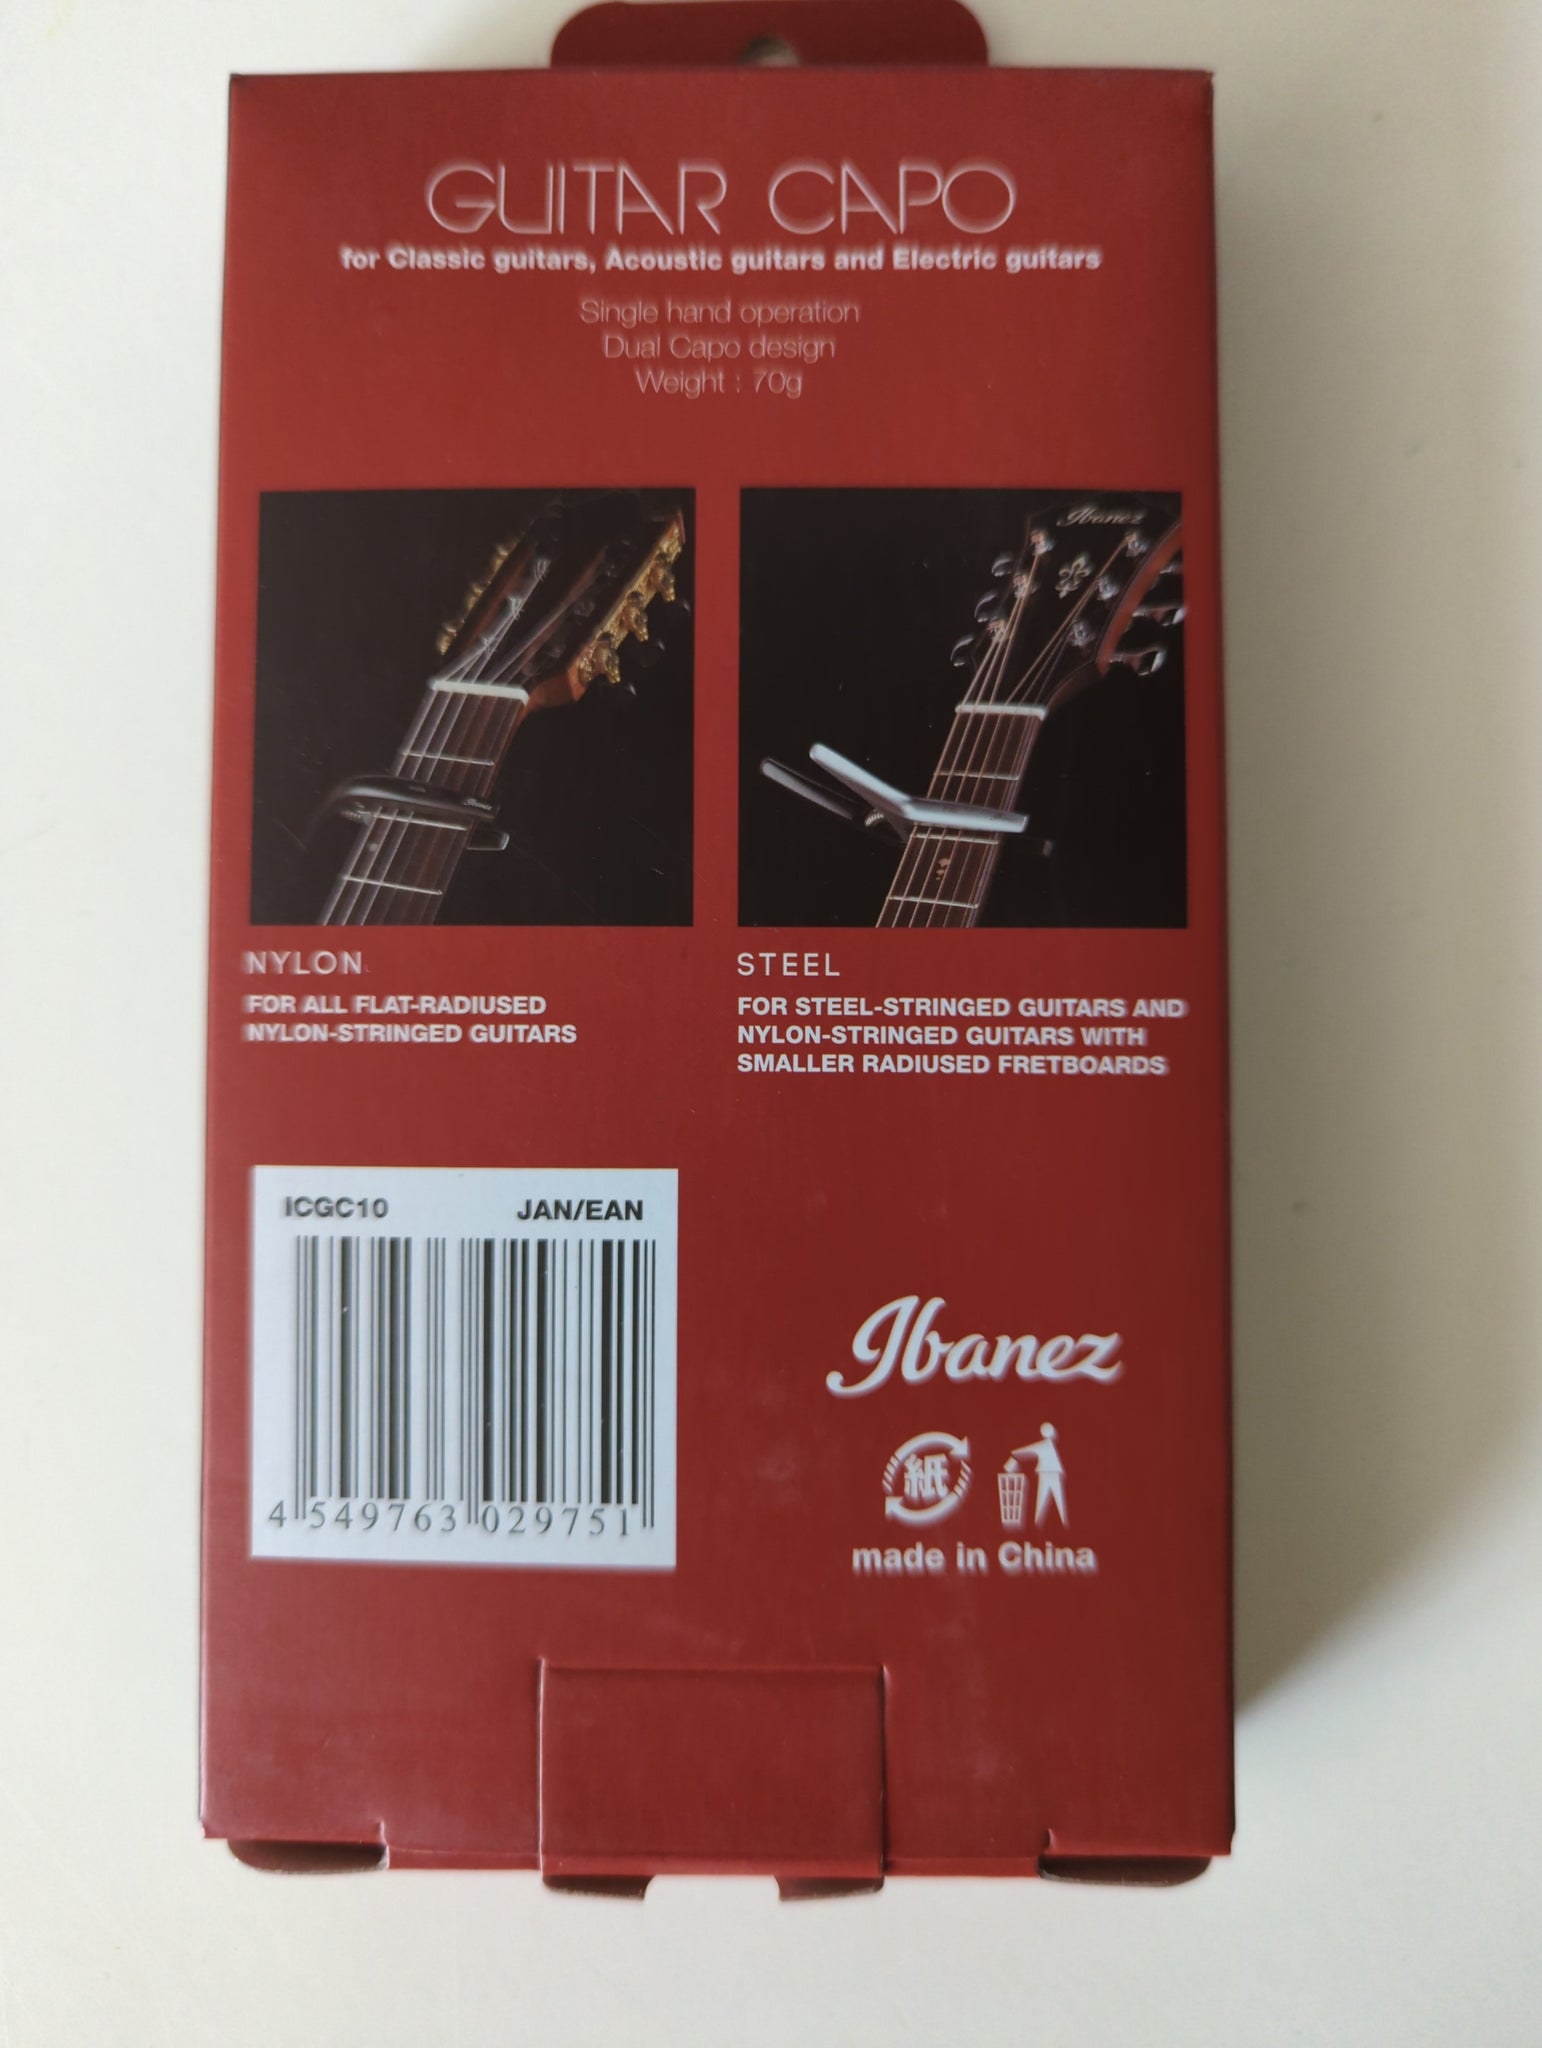 GUITAR CAPO
for Classic guitars, Acoustic guitars and Electric guitars
Single hand operation
Dual Capo design
Weight : 70g
Ibanez
Ibanez
NYLON
FOR ALL FLAT-RADIUSED
NYLON-STRINGED GUITARS
STEEL
FOR STEEL-STRINGED GUITARS AND
NYLON-STRINGED GUITARS WITH
SMALLER RADIUSED FRETBOARDS
ICGC10 JAN/EAN
4 549763 029751
Ibanez
紙
made in China